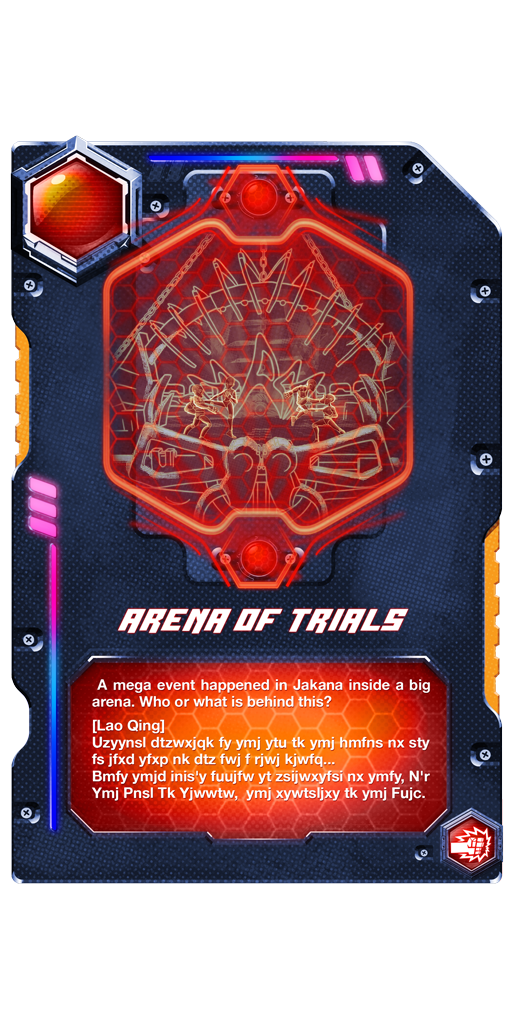 ARENA OF TRIALS
A mega event happened in Jakana inside a big
arena. Who or what is behind this?
[Lao Qing]
Uzyynsl dtzwxjqk fy ymj ytu tk ymj hmfns nx sty
fs jfxd yfxp nk dtz fwj f rjwj kjwfq...
Bmfy ymjd inis'y fuujfw yt zsijwxyfsi nx ymfy, N'r
Ymj Pnsl Tk Yjwwtw, ymj xywtsljxy tk ymj Fujc.